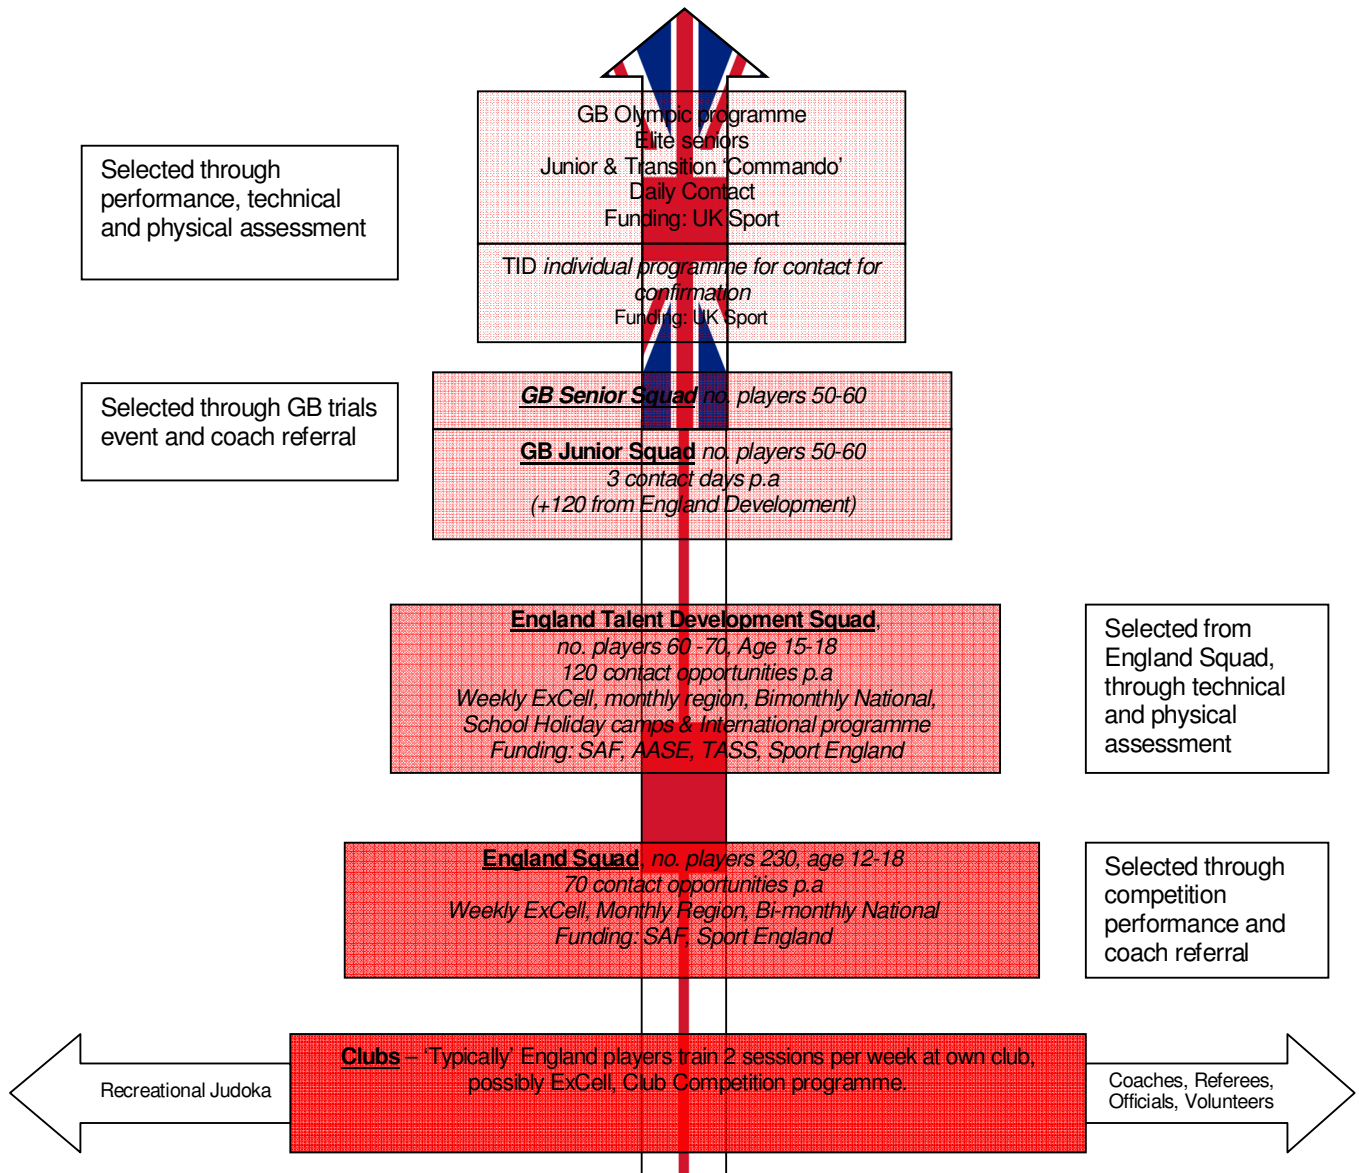 GB Olympic programme
Elite seniors
Junior & Transition ‘Commando’
Daily Contact
Funding: UK Sport
Selected through
performance, technical
and physical assessment
TID individual programme for contact for
confirmation
Funding: UK Sport
GB Senior Squad no. players 50-60
Selected through GB trials
event and coach referral
GB Junior Squad no. players 50-60
3 contact days p.a
(+120 from England Development)
England Talent Development Squad,
no. players 60 -70, Age 15-18
120 contact opportunities p.a
Weekly ExCell, monthly region, Bimonthly National,
School Holiday camps & International programme
Funding: SAF, AASE, TASS, Sport England
Selected from
England Squad,
through technical
and physical
assessment
England Squad, no. players 230, age 12-18
70 contact opportunities p.a
Weekly ExCell, Monthly Region, Bi-monthly National
Funding: SAF, Sport England
Selected through
competition
performance and
coach referral
Clubs – ‘Typically’ England players train 2 sessions per week at own club,
possibly ExCell, Club Competition programme.
Recreational Judoka
Coaches, Referees,
Officials, Volunteers